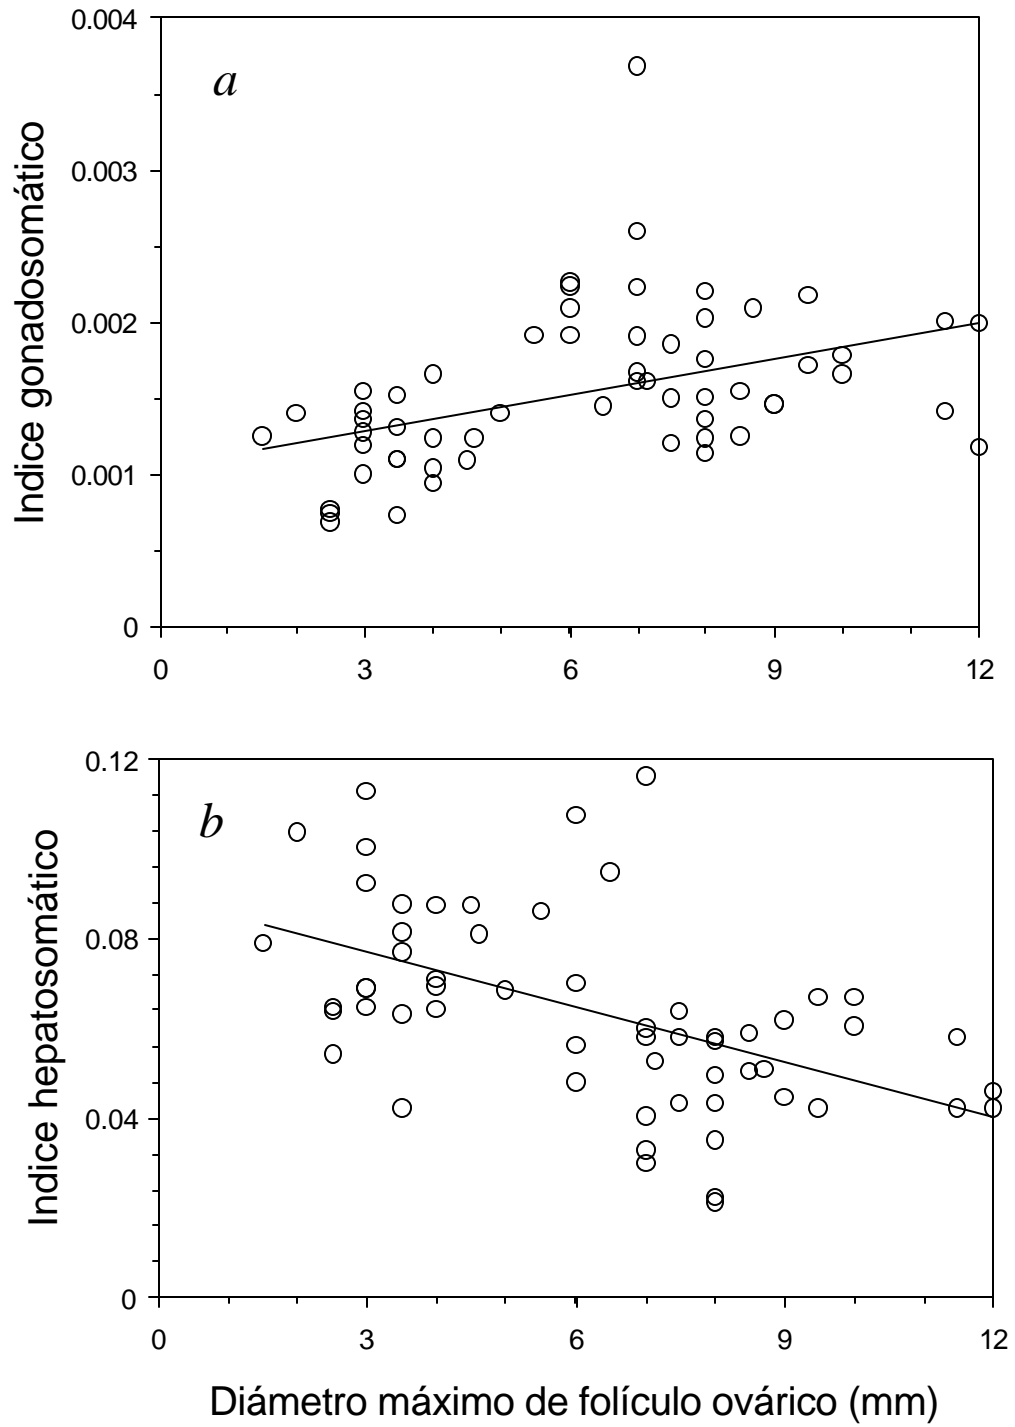 0.004
a
0.003
0.002
0.001
0
Indice gonadosomático
0 3 6 9 12
0.12
b
0.08
0.04
0
Indice hepatosomático
0 3 6 9 12
Diámetro máximo de folículo ovárico (mm)